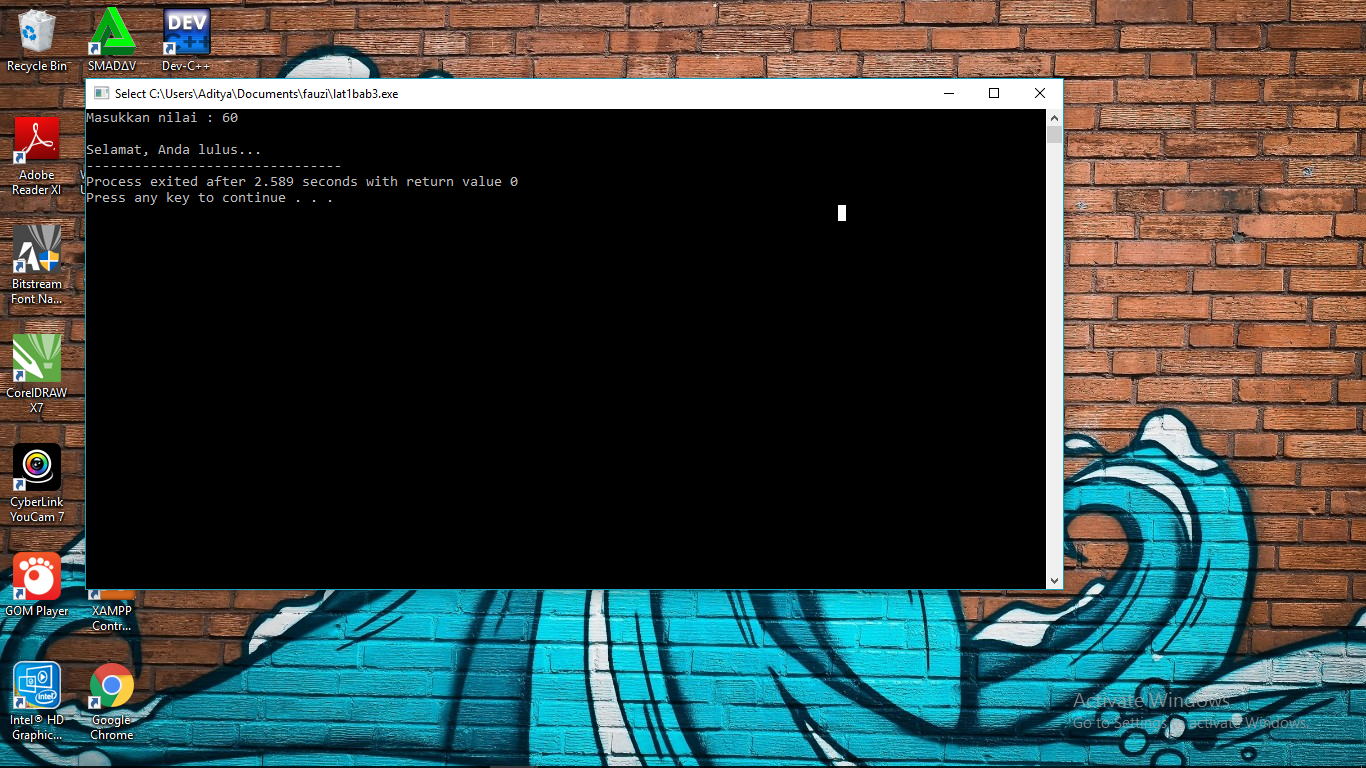 Recycle Bin
SMADΔV
DEV
C++
Dev-C++
Select C:\Users\Aditya\Documents\fauzi\lat1bab3.exe
Masukkan nilai : 60
Selamat, Anda lulus...
--------------------------------
Process exited after 2.589 seconds with return value 0
Press any key to continue . . .
Adobe
Reader XI
Bitstream
Font Na...
CorelDRAW
X7
CyberLink
YouCam 7
GOM Player
XAMPP
Contr...
intel
Intel® HD
Graphic...
Google
Chrome
Activate Windows
Go to Settings to activate Windows.